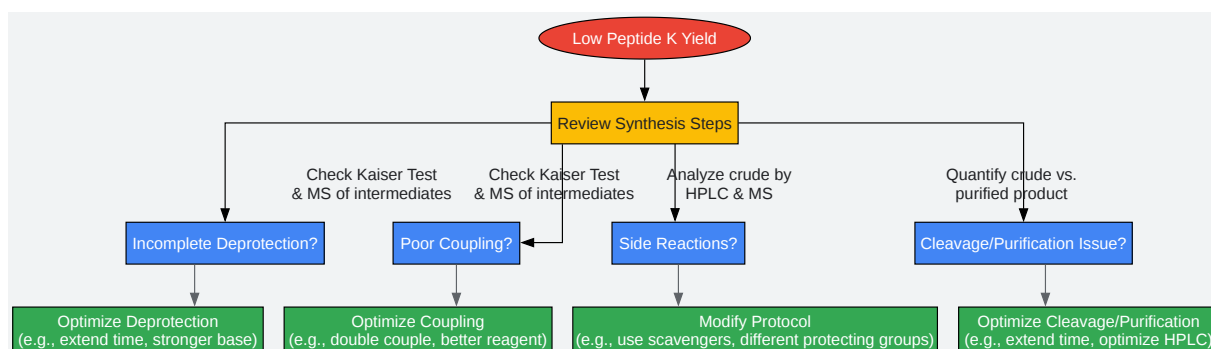 Low Peptide K Yield
Review Synthesis Steps
Check Kaiser Test
& MS of intermediates
Check Kaiser Test
& MS of intermediates
Analyze crude by
HPLC & MS
Quantify crude vs.
purified product
Incomplete Deprotection?
Poor Coupling?
Side Reactions?
Cleavage/Purification Issue?
Optimize Deprotection
(e.g., extend time, stronger base)
Optimize Coupling
(e.g., double couple, better reagent)
Modify Protocol
(e.g., use scavengers, different protecting groups)
Optimize Cleavage/Purification
(e.g., extend time, optimize HPLC)